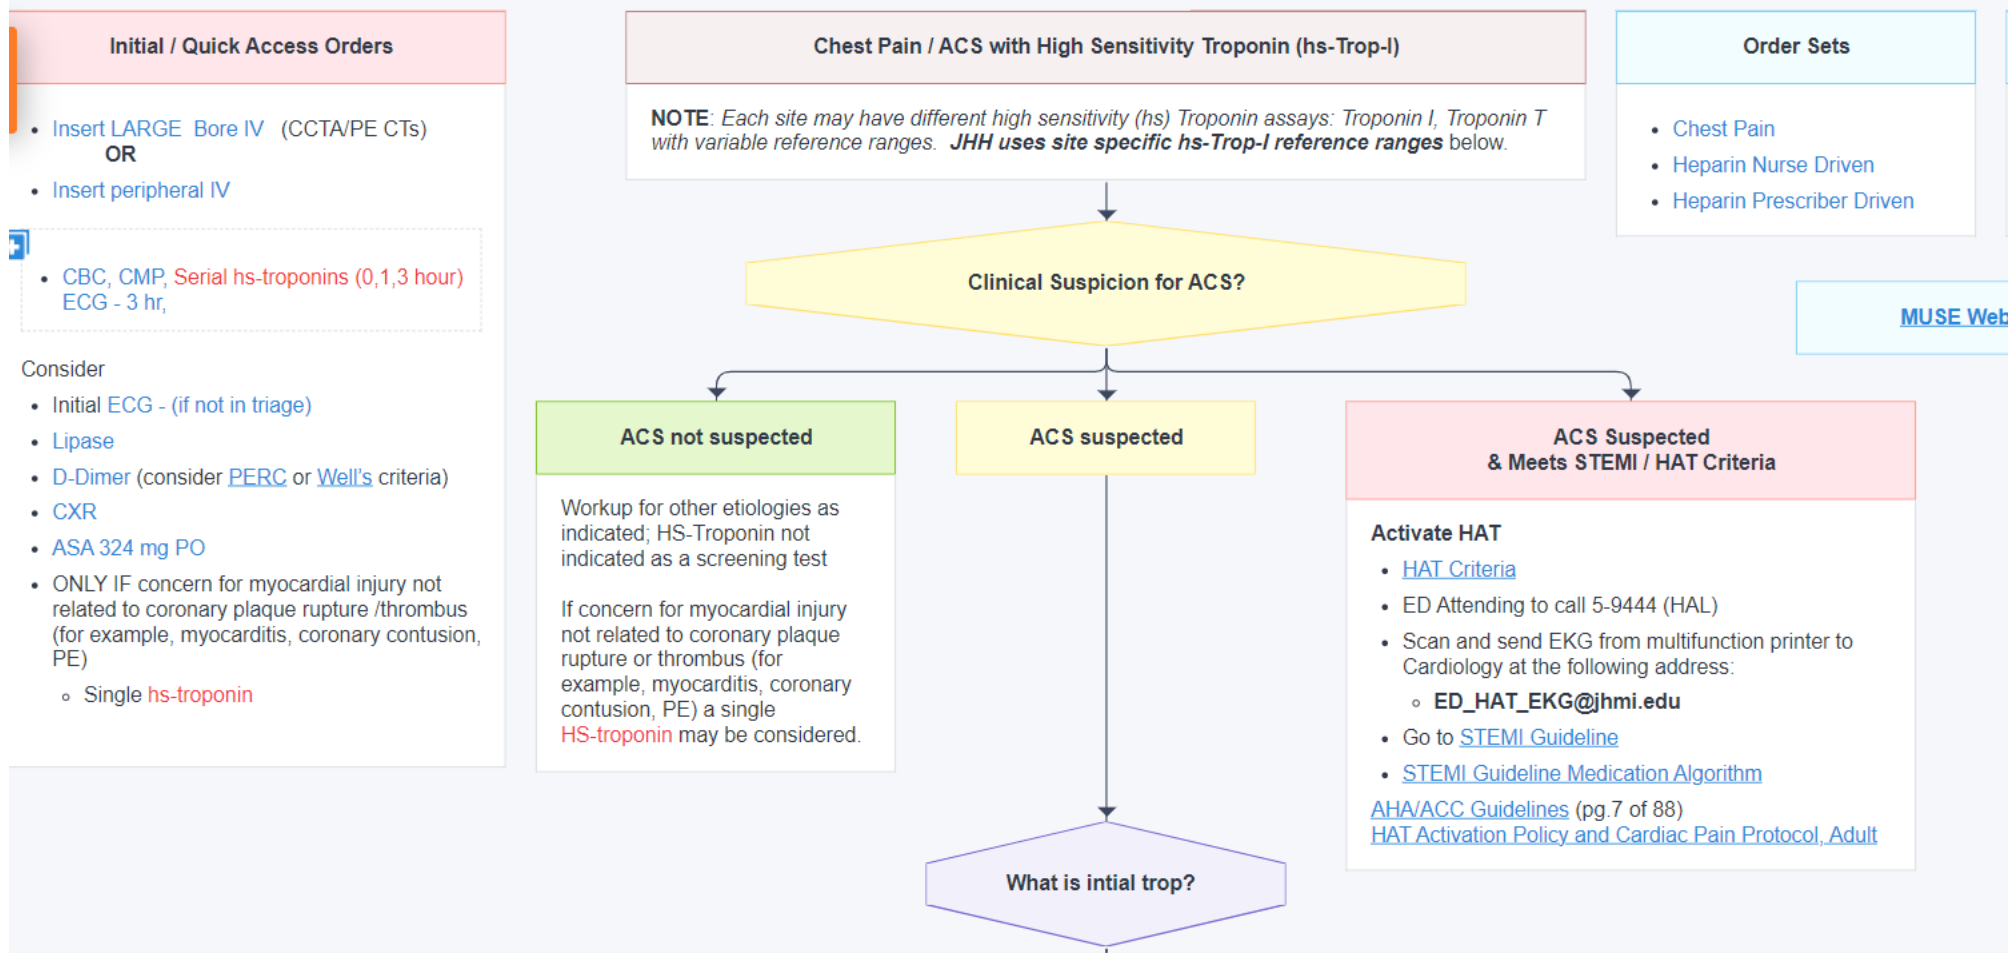 Initial / Quick Access Orders
Insert LARGE  Bore IV   (CCTA/PE CTs)
OR
Insert peripheral IV
CBC, CMP, Serial hs-troponins (0,1,3 hour)
ECG - 3 hr,
Consider
Initial ECG - (if not in triage)
Lipase
D-Dimer (consider PERC or Well's criteria)
CXR
ASA 324 mg PO
ONLY IF concern for myocardial injury not
related to coronary plaque rupture /thrombus
(for example, myocarditis, coronary contusion,
PE)
Single hs-troponin
Chest Pain / ACS with High Sensitivity Troponin (hs-Trop-I)
NOTE: Each site may have different high sensitivity (hs) Troponin assays: Troponin I, Troponin T
with variable reference ranges.  JHH uses site specific hs-Trop-I reference ranges below.
Order Sets
Chest Pain
Heparin Nurse Driven
Heparin Prescriber Driven
MUSE Web
Clinical Suspicion for ACS?
ACS not suspected
Workup for other etiologies as
indicated; HS-Troponin not
indicated as a screening test
If concern for myocardial injury
not related to coronary plaque
rupture or thrombus (for
example, myocarditis, coronary
contusion, PE) a single
HS-troponin may be considered.
ACS suspected
ACS Suspected
& Meets STEMI / HAT Criteria
Activate HAT
HAT Criteria
ED Attending to call 5-9444 (HAL)
Scan and send EKG from multifunction printer to
Cardiology at the following address:
ED_HAT_EKG@jhmi.edu
Go to STEMI Guideline
STEMI Guideline Medication Algorithm
AHA/ACC Guidelines (pg.7 of 88)
HAT Activation Policy and Cardiac Pain Protocol, Adult
What is intial trop?